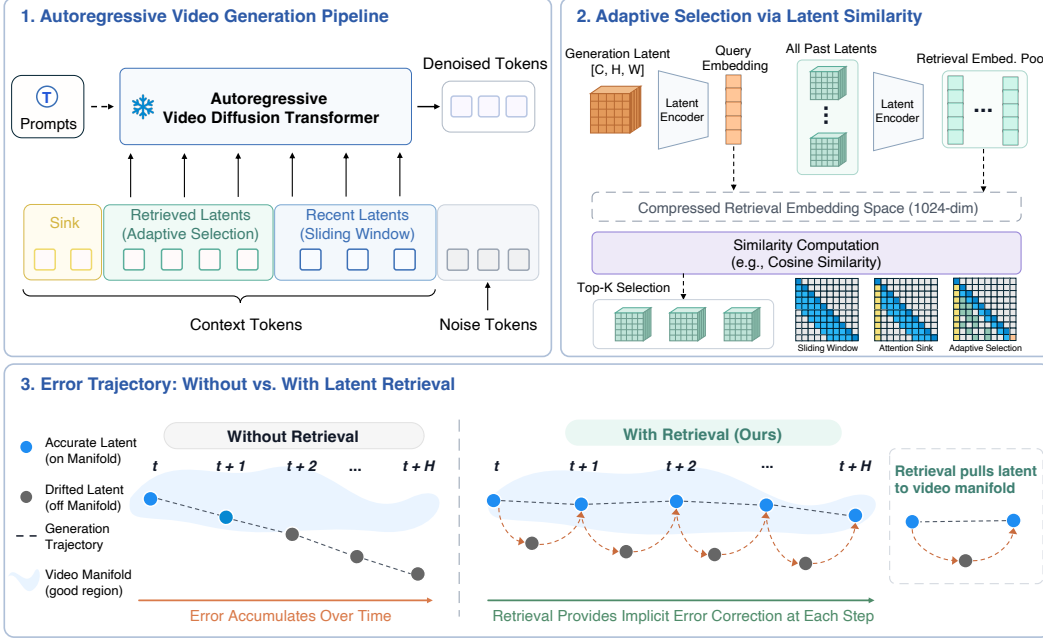 1. Autoregressive Video Generation Pipeline
T
Prompts
Autoregressive
Video Diffusion Transformer
Denoised Tokens
Sink
Retrieved Latents
(Adaptive Selection)
Recent Latents
(Sliding Window)
Context Tokens
Noise Tokens
2. Adaptive Selection via Latent Similarity
Generation Latent
[C, H, W]
Query
Embedding
All Past Latents
Retrieval Embed. Pool
Latent
Encoder
Latent
Encoder
...
Compressed Retrieval Embedding Space (1024-dim)
Similarity Computation
(e.g., Cosine Similarity)
Top-K Selection
Sliding Window
Attention Sink
Adaptive Selection
3. Error Trajectory: Without vs. With Latent Retrieval
Accurate Latent
(on Manifold)
Drifted Latent
(off Manifold)
Generation
Trajectory
Video Manifold
(good region)
Without Retrieval
t t + 1 t + 2 ... t + H
Error Accumulates Over Time
With Retrieval (Ours)
t t + 1 t + 2 ... t + H
Retrieval Provides Implicit Error Correction at Each Step
Retrieval pulls latent
to video manifold